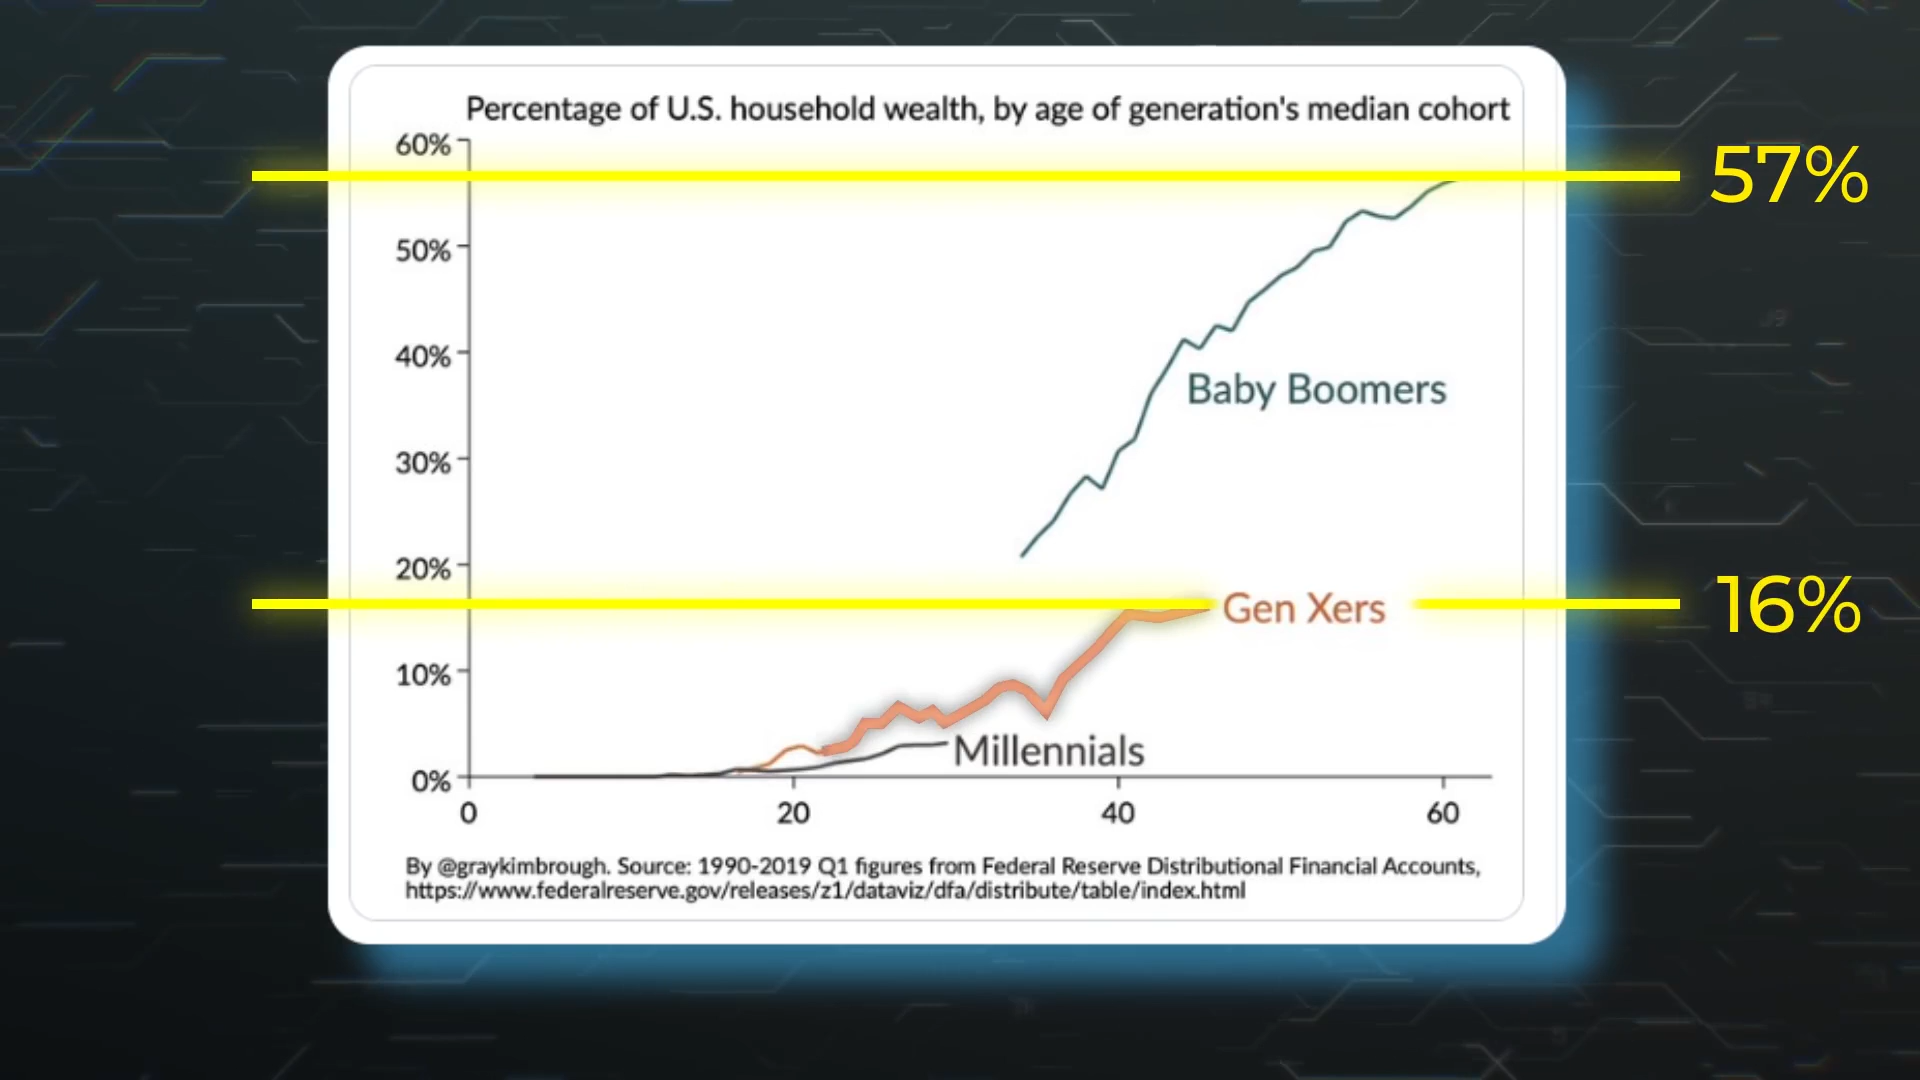 Percentage of U.S. household wealth, by age of generation's median cohort
60%
57%
50%
40%
Baby Boomers
30%
20%
Gen Xers
16%
10%
Millennials
0%
0 20 40 60
By @graykimbrough. Source: 1990-2019 Q1 figures from Federal Reserve Distributional Financial Accounts,
https://www.federalreserve.gov/releases/z1/dataviz/dfa/distribute/table/index.html